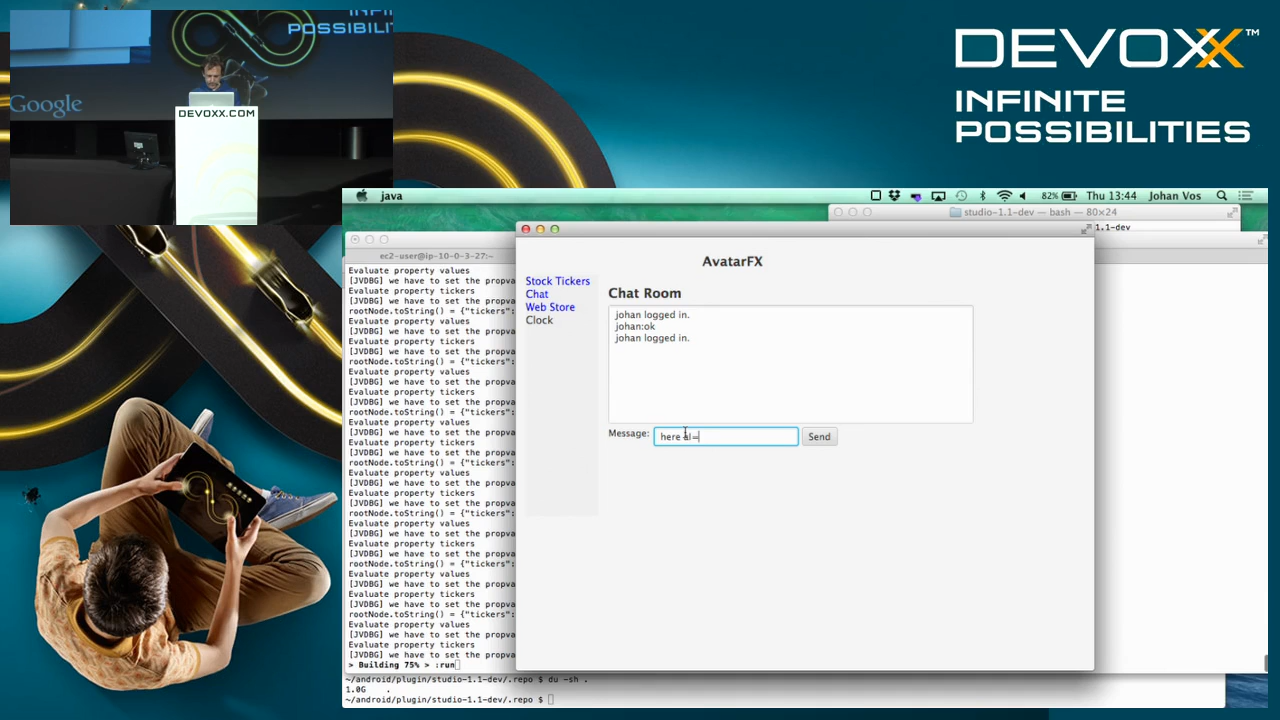 INFINI
POSSIBILIT
Google
DEVOXX.COM
DEVOXX™
INFINITE
POSSIBILITIES
java
82%
Thu 13:44
Johan Vos
studio-1.1-dev — bash — 80×24
1.1-dev
ec2-user@ip-10-0-3-27:~
Evaluate property values
[JVDBG] we have to set the propva
Evaluate property tickers
[JVDBG] we have to set the propva
rootNode.toString() = {"tickers":
Evaluate property values
[JVDBG] we have to set the propva
Evaluate property tickers
[JVDBG] we have to set the propva
rootNode.toString() = {"tickers":
Evaluate property values
[JVDBG] we have to set the propva
Evaluate property tickers
[JVDBG] we have to set the propva
rootNode.toString() = {"tickers":
Evaluate property values
[JVDBG] we have to set the propva
Evaluate property tickers
[JVDBG] we have to set the propva
rootNode.toString() = {"tickers":
Evaluate property values
[JVDBG] we have to set the propva
Evaluate property tickers
[JVDBG] we have to set the propva
rootNode.toString() = {"tickers":
Evaluate property values
[JVDBG] we have to set the propva
Evaluate property tickers
[JVDBG] we have to set the propva
rootNode.toString() = {"tickers":
Evaluate property values
[JVDBG] we have to set the propva
Evaluate property tickers
[JVDBG] we have to set the propva
rootNode.toString() = {"tickers":
Evaluate property values
[JVDBG] we have to set the propva
Evaluate property tickers
[JVDBG] we have to set the propva
> Building 75% > :run
~/android/plugin/studio-1.1-dev/.repo $ du -sh .
1.0G .
~/android/plugin/studio-1.1-dev/.repo $
AvatarFX
Stock Tickers
Chat
Web Store
Clock
Chat Room
johan logged in.
johan:ok
johan logged in.
Message:
here al=
Send